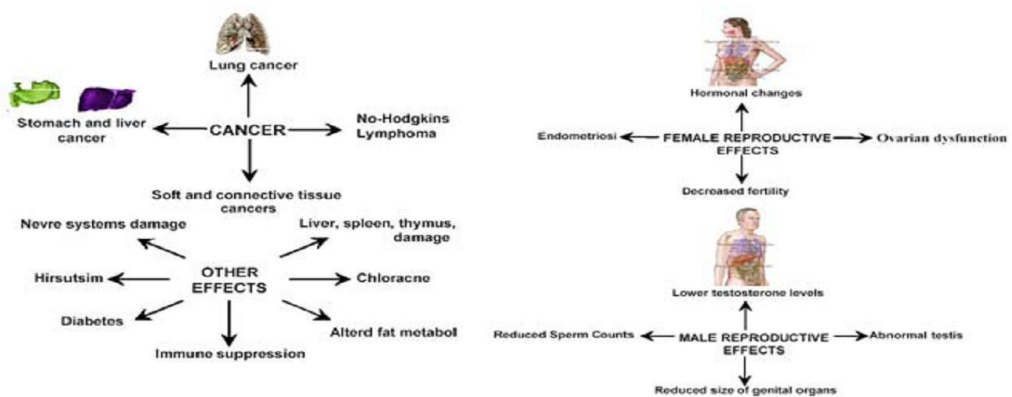 Lung cancer
Stomach and liver
cancer
CANCER
No-Hodgkins
Lymphoma
Soft and connective tissue
cancers
Nevre systems damage
Liver, spleen, thymus,
damage
Hirsutsim
OTHER
EFFECTS
Chloracne
Diabetes
Alterd fat metabol
Immune suppression
Hormonal changes
Endometriosi
FEMALE REPRODUCTIVE
EFFECTS
Ovarian dysfunction
Decreased fertility
Lower testosterone levels
Reduced Sperm Counts
MALE REPRODUCTIVE
EFFECTS
Abnormal testis
Reduced size of genital organs